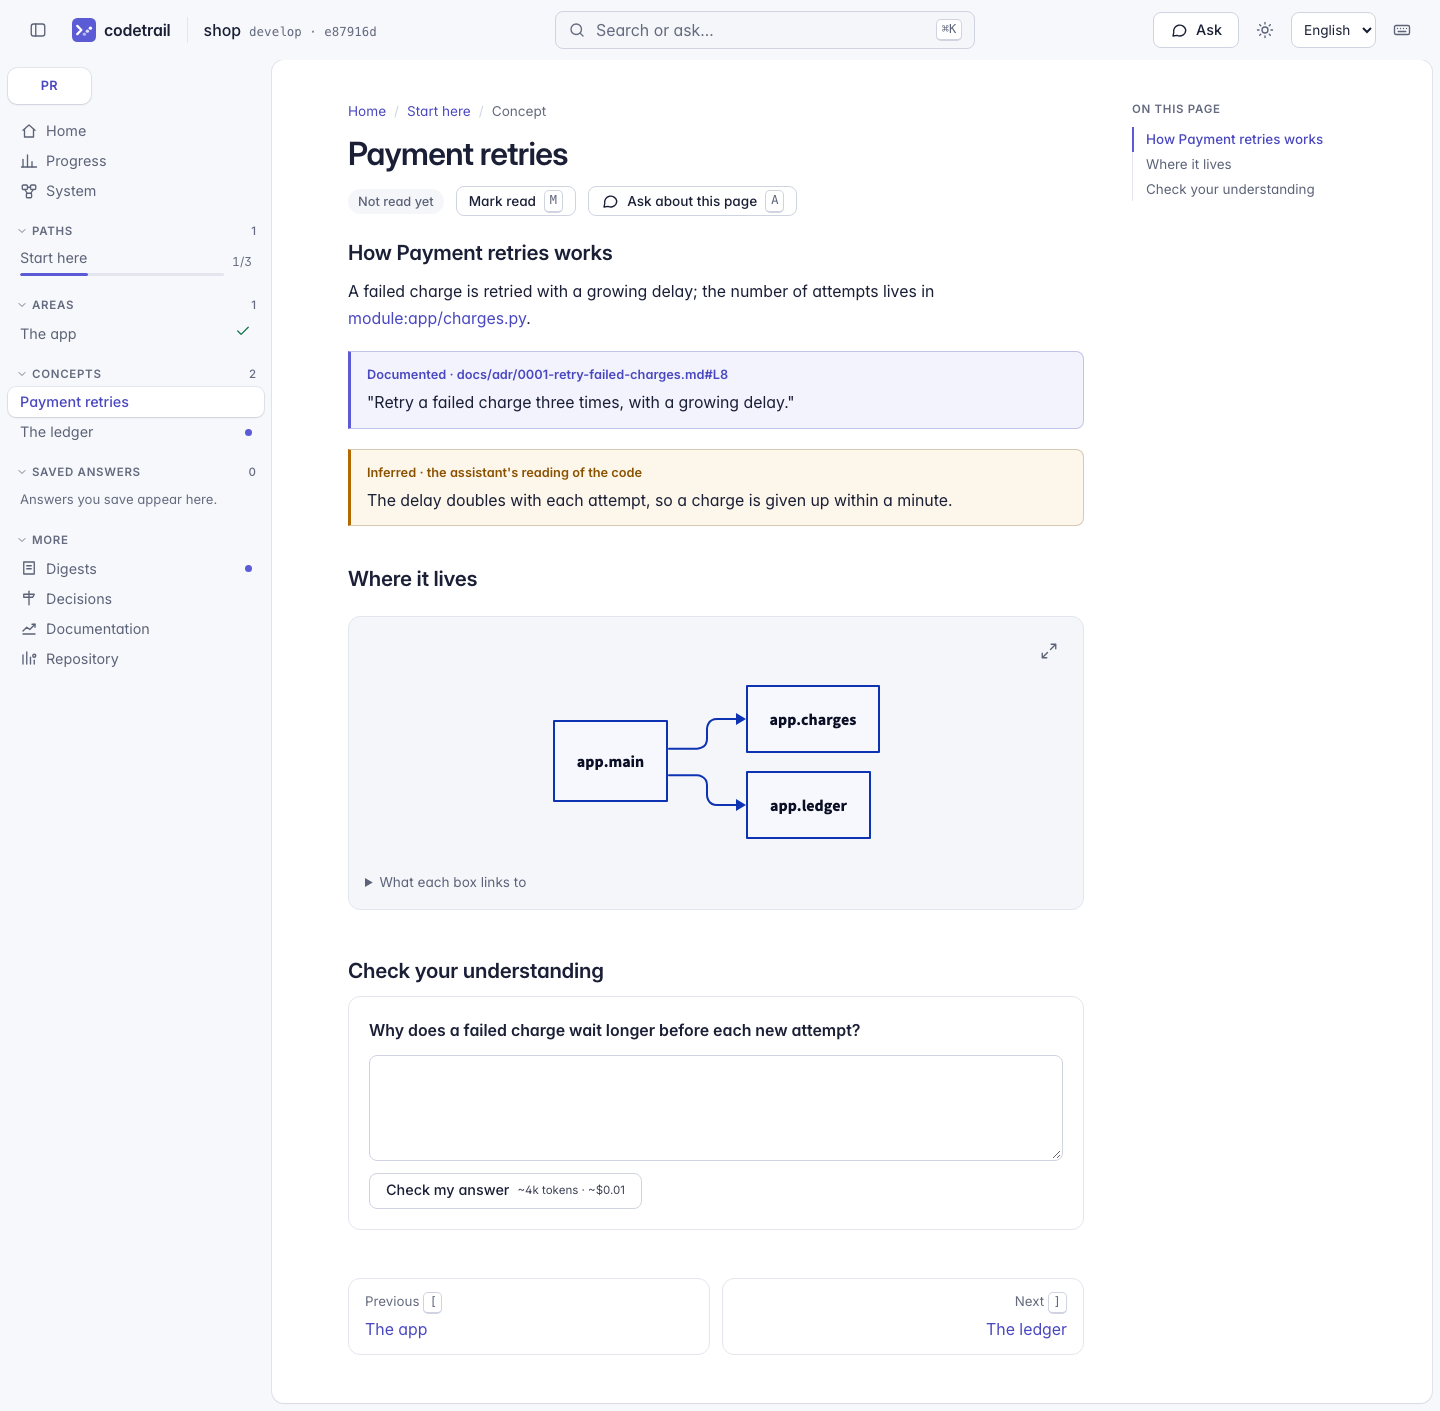 codetrail
shop develop · e87916d
Search or ask...
⌘K
Ask
English
PR
Home
Progress
System
PATHS 1
Start here 1/3
AREAS 1
The app
CONCEPTS 2
Payment retries
The ledger
SAVED ANSWERS 0
Answers you save appear here.
MORE
Digests
Decisions
Documentation
Repository
Home / Start here / Concept
Payment retries
Not read yet
Mark read M
Ask about this page A
How Payment retries works
A failed charge is retried with a growing delay; the number of attempts lives in
module:app/charges.py.
Documented · docs/adr/0001-retry-failed-charges.md#L8
"Retry a failed charge three times, with a growing delay."
Inferred · the assistant's reading of the code
The delay doubles with each attempt, so a charge is given up within a minute.
Where it lives
app.main
app.charges
app.ledger
What each box links to
Check your understanding
Why does a failed charge wait longer before each new attempt?
Check my answer ~4k tokens · ~$0.01
Previous [
The app
Next ]
The ledger
ON THIS PAGE
How Payment retries works
Where it lives
Check your understanding